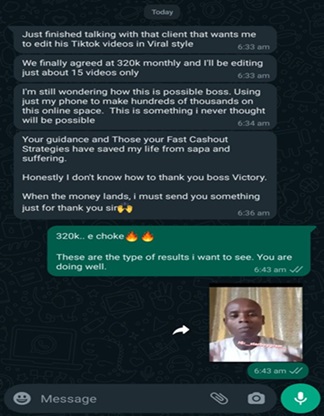 Today
Just finished talking with that client that wants me
to edit his Tiktok videos in Viral style
6:33 am
We finally agreed at 320k monthly and I'll be editing
just about 15 videos only
6:33 am
I'm still wondering how this is possible boss. Using
just my phone to make hundreds of thousands on
this online space. This is something i never thought
will be possible
6:34 am
Your guidance and Those your Fast Cashout
Strategies have saved my life from sapa and
suffering.
Honestly I don't know how to thank you boss Victory.
When the money lands, i must send you something
just for thank you sir🙌
6:36 am
320k.. e choke🔥 🔥
These are the type of results i want to see. You are
doing well.
6:43 am
6:43 am
Message